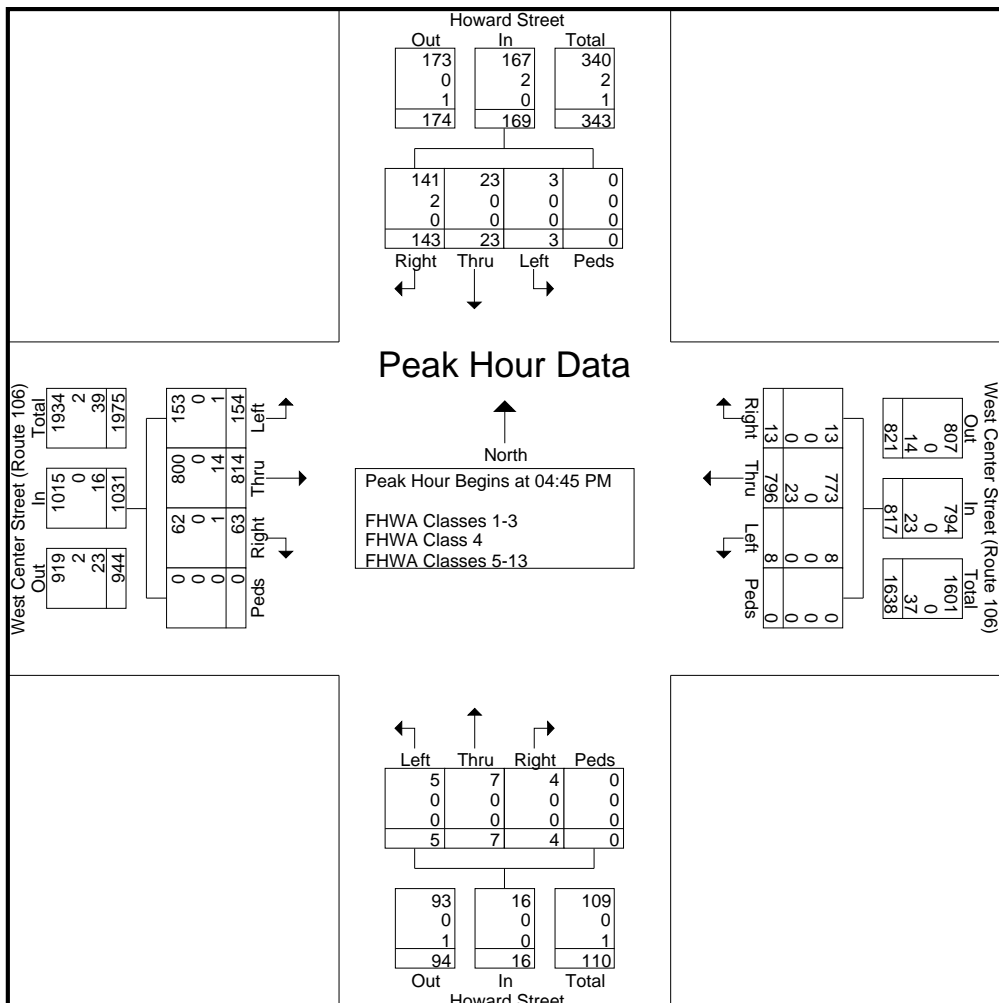 Howard Street
Out In Total
173 167 340
0 2 2
1 0 1
174 169 343
141 23 3 0
2 0 0 0
0 0 0 0
143 23 3 0
Right Thru Left Peds
Peak Hour Data
North
Peak Hour Begins at 04:45 PM
FHWA Classes 1-3
FHWA Class 4
FHWA Classes 5-13
West Center Street (Route 106)
Out In Total
919 1015 1934
2 0 2
23 16 39
944 1031 1975
153 800 62 0
0 0 0 0
1 14 1 0
154 814 63 0
Left Thru Right Peds
West Center Street (Route 106)
Out In Total
807 794 1601
0 0 0
14 23 37
821 817 1638
13 773 8 0
0 0 0 0
0 23 0 0
13 796 8 0
Right Thru Left Peds
Left Thru Right Peds
5 7 4 0
0 0 0 0
0 0 0 0
5 7 4 0
93 16 109
0 0 0
1 0 1
94 16 110
Out In Total
Howard Street